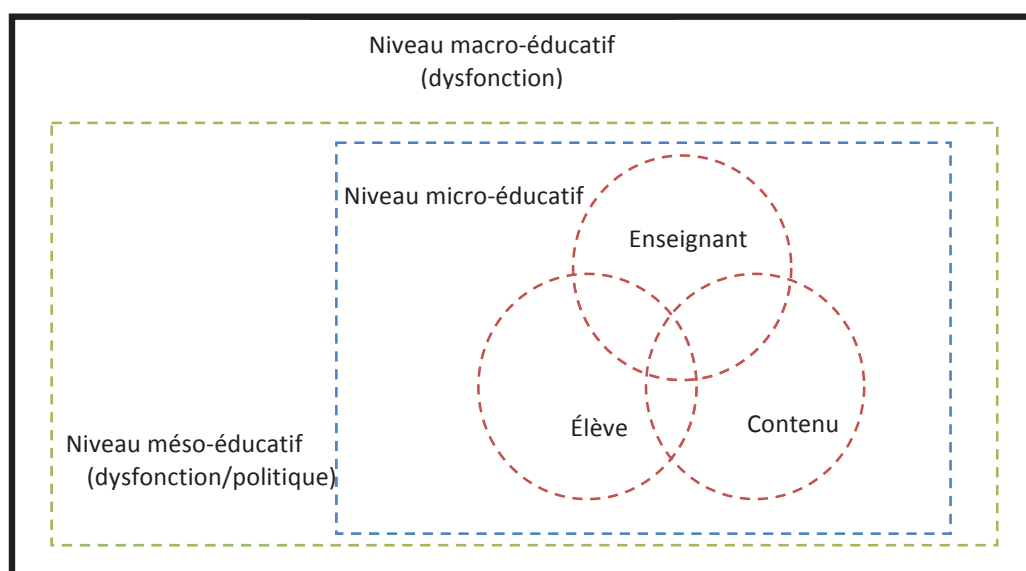 Niveau macro-éducatif
(dysfonction)
Niveau micro-éducatif
Enseignant
Élève
Contenu
Niveau méso-éducatif
(dysfonction/politique)